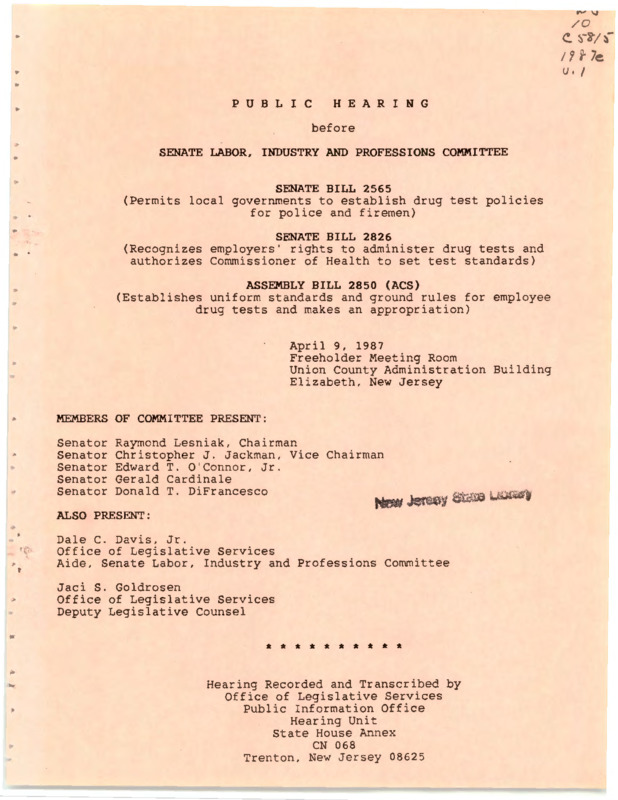 10
C5815
1987e
P U B L I C   H E A R I N G
before
SENATE LABOR, INDUSTRY AND PROFESSIONS COMMITTEE
SENATE BILL 2565
(Permits local governments to establish drug test policies
for police and firemen)
SENATE BILL 2826
(Recognizes employers' rights to administer drug tests and
authorizes Commissioner of Health to set test standards)
ASSEMBLY BILL 2850 (ACS)
(Establishes uniform standards and ground rules for employee
drug tests and makes an appropriation)
April 9, 1987
Freeholder Meeting Room
Union County Administration Building
Elizabeth, New Jersey
MEMBERS OF COMMITTEE PRESENT:
Senator Raymond Lesniak, Chairman
Senator Christopher J. Jackman, Vice Chairman
Senator Edward T. O'Connor, Jr.
Senator Gerald Cardinale
Senator Donald T. DiFrancesco
New Jersey State Library
ALSO PRESENT:
Dale C. Davis, Jr.
Office of Legislative Services
Aide, Senate Labor, Industry and Professions Committee
Jaci S. Goldrosen
Office of Legislative Services
Deputy Legislative Counsel
* * * * * * * * * *
Hearing Recorded and Transcribed by
Office of Legislative Services
Public Information Office
Hearing Unit
State House Annex
CN 068
Trenton, New Jersey 08625